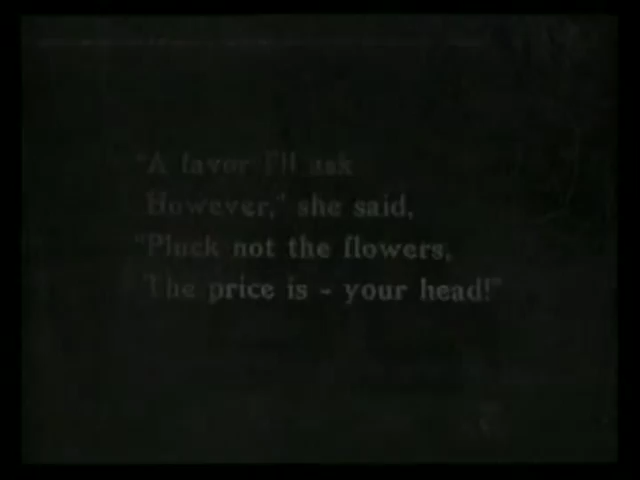 "A favor I'll ask
However," she said,
"Pluck not the flowers,
The price is - your head!"